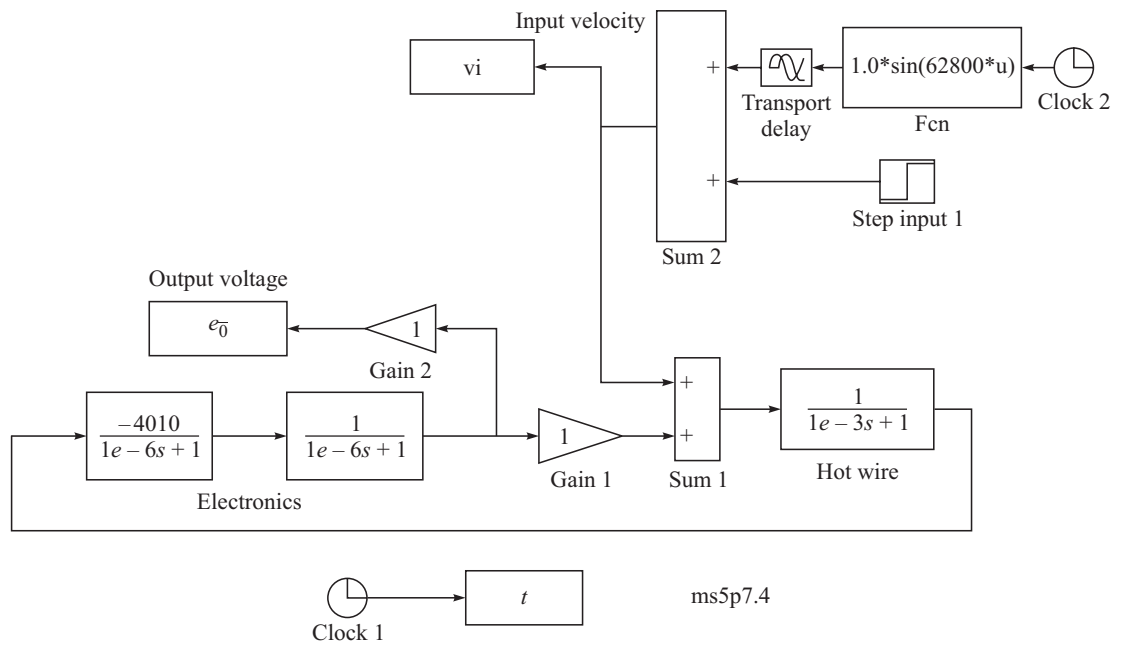 Input velocity
vi
+
1.0*sin(62800*u)
Clock 2
Transport
delay
Fcn
+
Step input 1
Sum 2
Output voltage
e0̅
1
Gain 2
+
−4010
1e – 6s + 1
1
1e – 6s + 1
1
+
1
1e – 3s + 1
Gain 1
Sum 1
Hot wire
Electronics
t
ms5p7.4
Clock 1